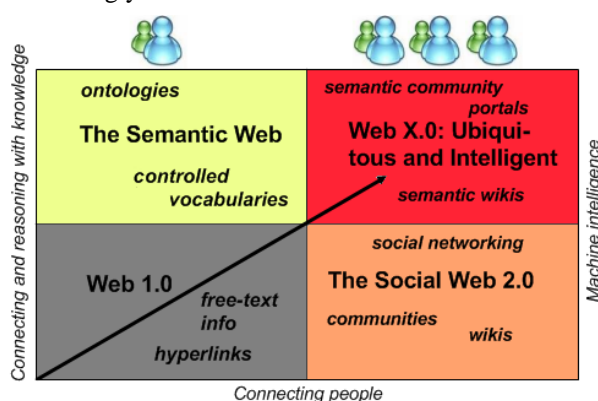 Connecting and reasoning with knowledge
ontologies
The Semantic Web
controlled
vocabularies
semantic community
portals
Web X.0: Ubiqui-
tous and Intelligent
semantic wikis
Machine intelligence
Web 1.0
free-text
info
hyperlinks
social networking
The Social Web 2.0
communities
wikis
Connecting people